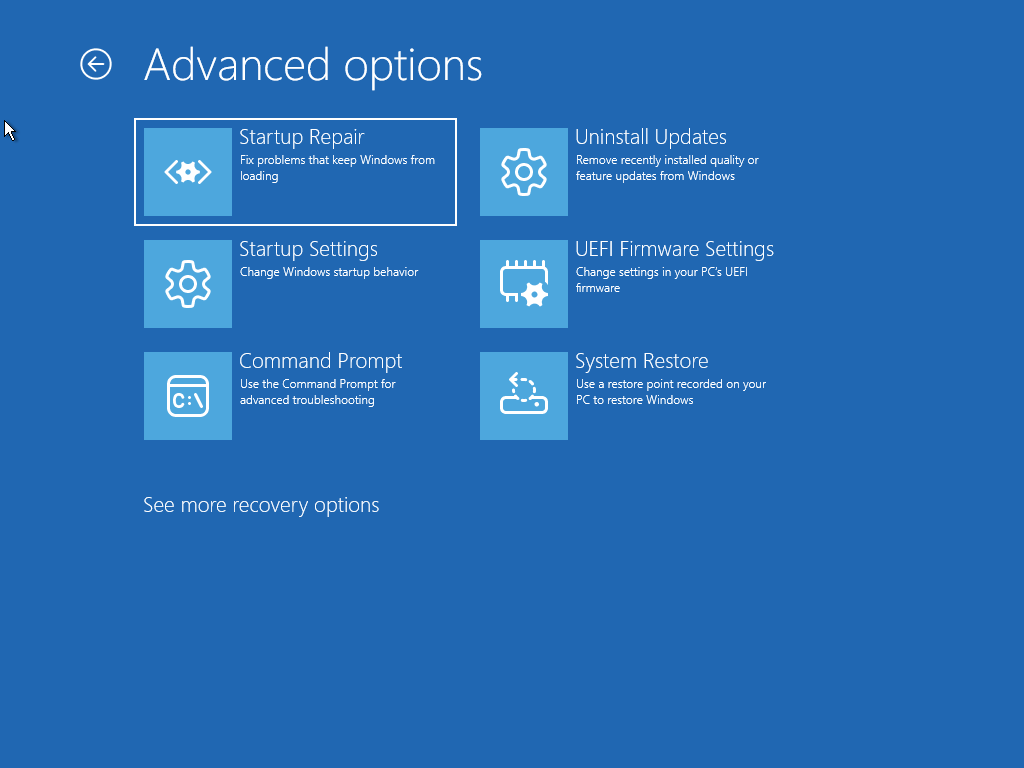 Advanced options
Startup Repair
Fix problems that keep Windows from
loading
Uninstall Updates
Remove recently installed quality or
feature updates from Windows
Startup Settings
Change Windows startup behavior
UEFI Firmware Settings
Change settings in your PC's UEFI
firmware
C:\
Command Prompt
Use the Command Prompt for
advanced troubleshooting
System Restore
Use a restore point recorded on your
PC to restore Windows
See more recovery options